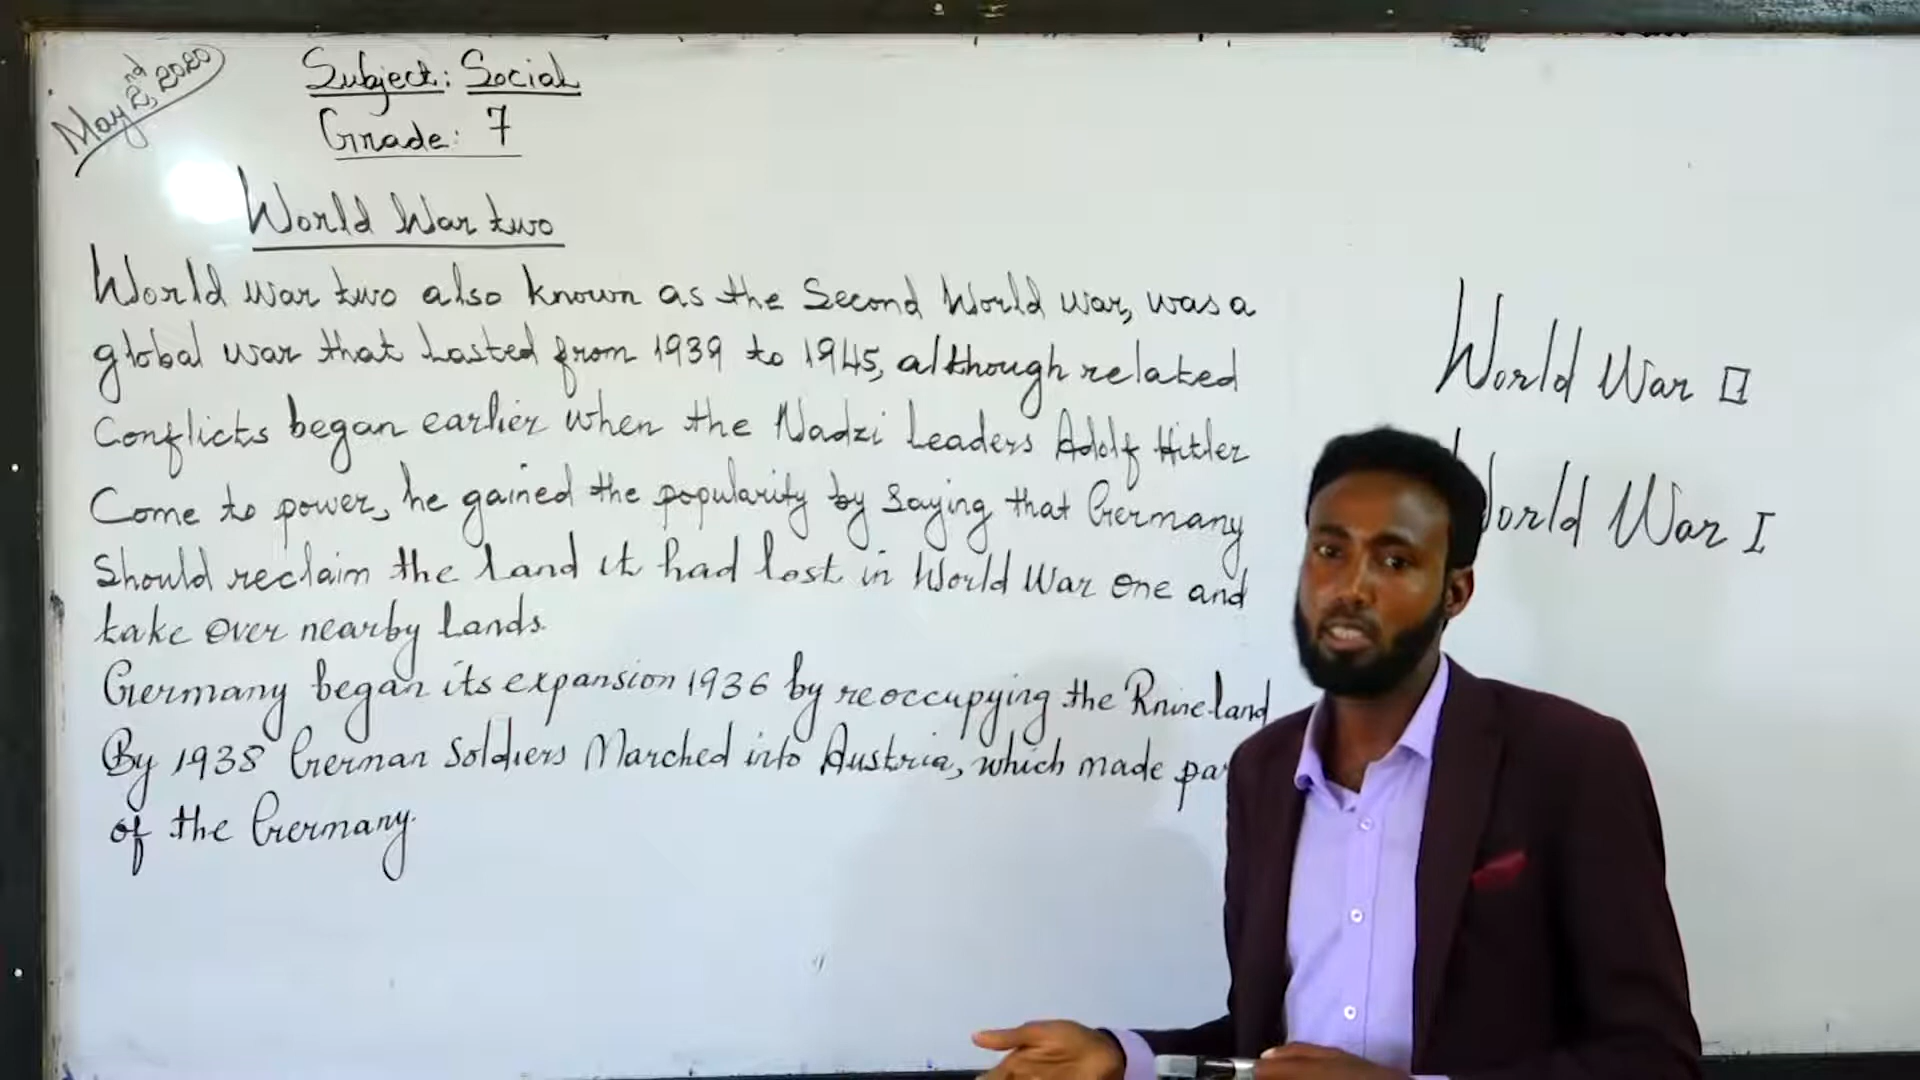 May 2nd, 2020
Subject: Social
Grade: 7
World War two
World war two also known as the Second World war, was a
global war that Lasted from 1939 to 1945, although related
Conflicts began earlier when the Nadzi Leaders Adolf Hitler
Come to power, he gained the popularity by saying that Germany
Should reclaim the land it had lost in World War one and
take over nearby Lands.
Germany began its expansion 1936 by reoccupying the Rnineland
By 1938 German Soldiers Marched into Austria, which made pa
of the Germany.
World War II
World War I